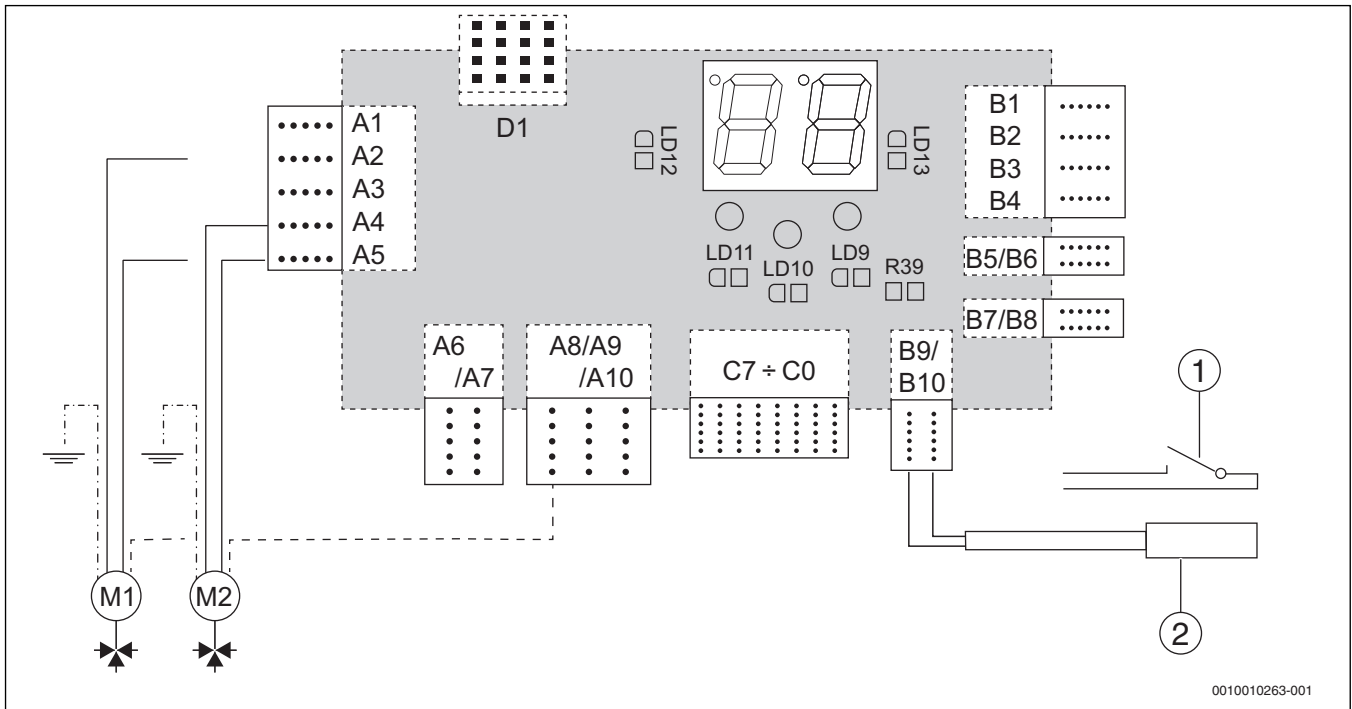 D1
A1
A2
A3
A4
A5
LD12
LD13
B1
B2
B3
B4
LD11
LD10
LD9
R39
B5/B6
B7/B8
A6
/A7
A8/A9
/A10
C7 ÷ C0
B9/
B10
1
M1
M2
2
0010010263-001